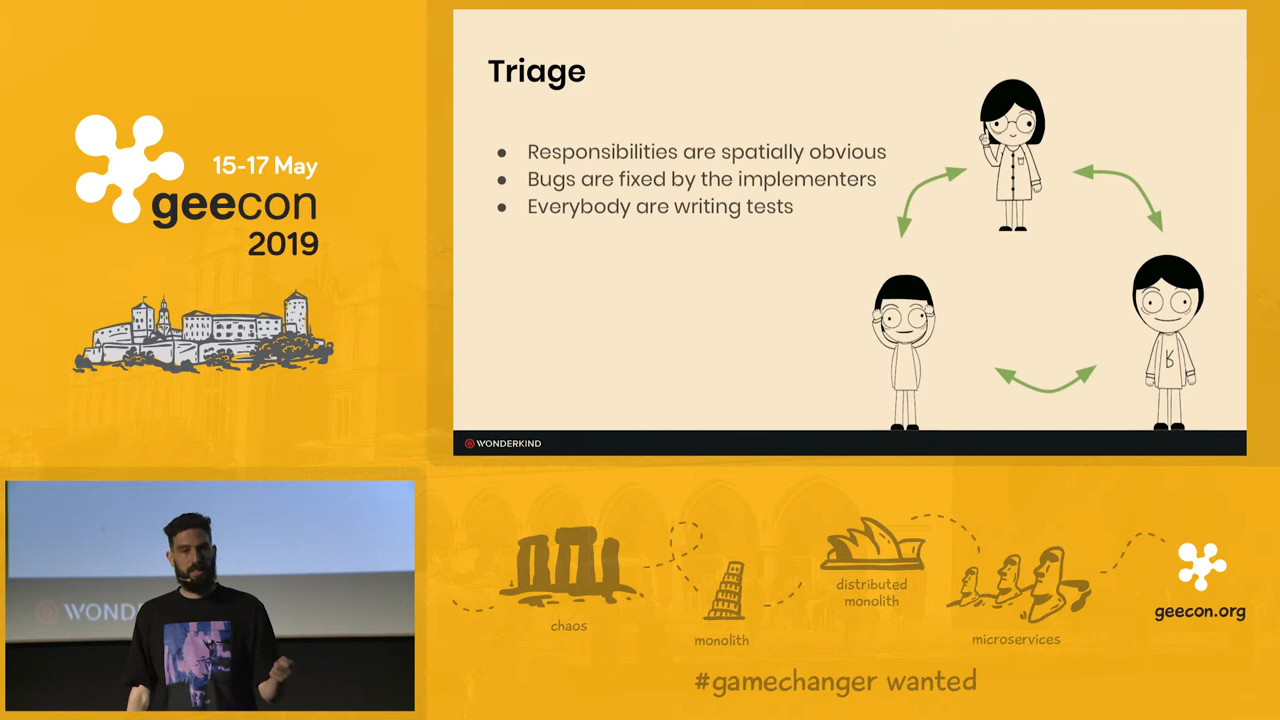 15-17 May
geecon
2019
Triage
● Responsibilities are spatially obvious
● Bugs are fixed by the implementers
● Everybody are writing tests
WONDERKIND
WOND
chaos
monolith
distributed
monolith
microservices
geecon.org
#gamechanger wanted